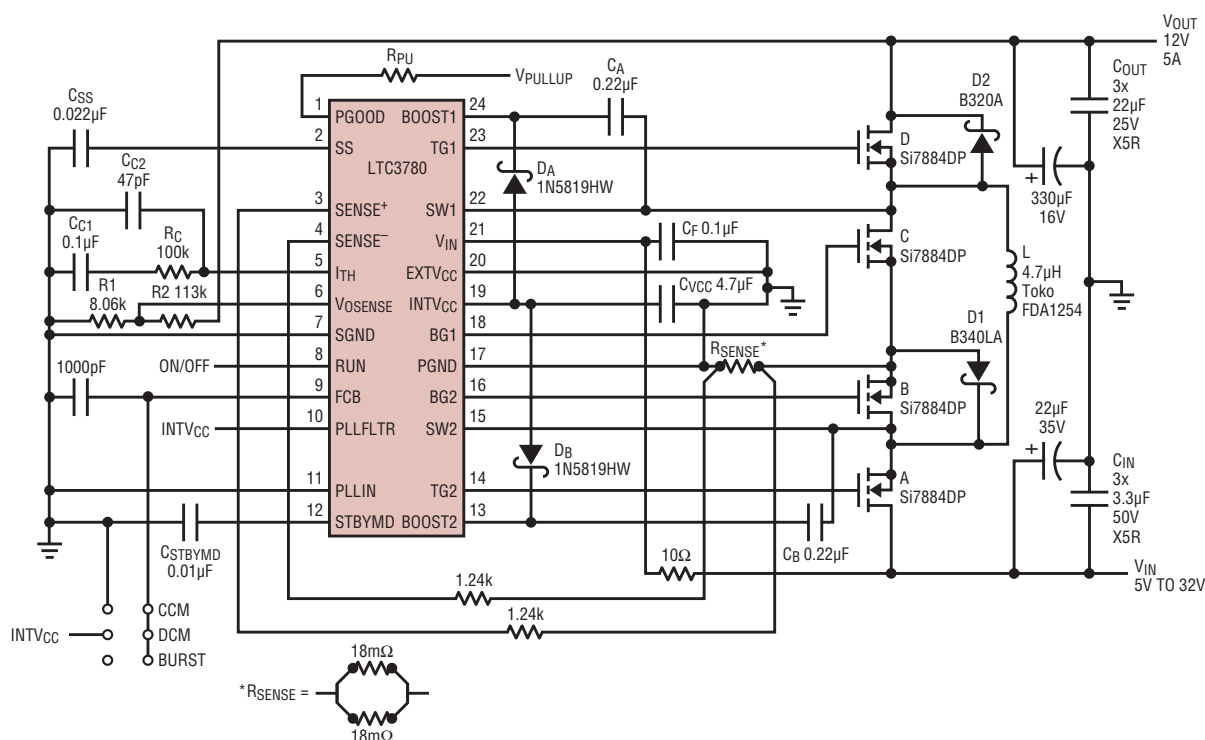 VOUT
12V
5A
RPU
VPULLUP
CA
0.22µF
D2
B320A
COUT
3x
22µF
25V
X5R
CSS
0.022µF
1
PGOOD
BOOST1
24
2
SS
TG1
23
LTC3780
D
Si7884DP
CC2
47pF
DA
1N5819HW
+
330µF
16V
3
SENSE+
SW1
22
4
SENSE−
VIN
21
CF 0.1µF
C
Si7884DP
CC1
0.1µF
RC
100k
5
ITH
EXTVCC
20
L
4.7µH
Toko
FDA1254
CVCC 4.7µF
R1
8.06k
R2 113k
6
VOSENSE
INTVCC
19
7
SGND
BG1
18
D1
B340LA
RSENSE*
ON/OFF
8
RUN
PGND
17
1000pF
9
FCB
BG2
16
B
Si7884DP
INTVCC
10
PLLFLTR
SW2
15
22µF
35V
+
DB
1N5819HW
CIN
3x
3.3µF
50V
X5R
11
PLLIN
TG2
14
A
Si7884DP
12
STBYMD
BOOST2
13
CSTBYMD
0.01µF
CB 0.22µF
10Ω
VIN
5V TO 32V
1.24k
1.24k
CCM
INTVCC
DCM
BURST
18mΩ
*RSENSE =
18mΩ